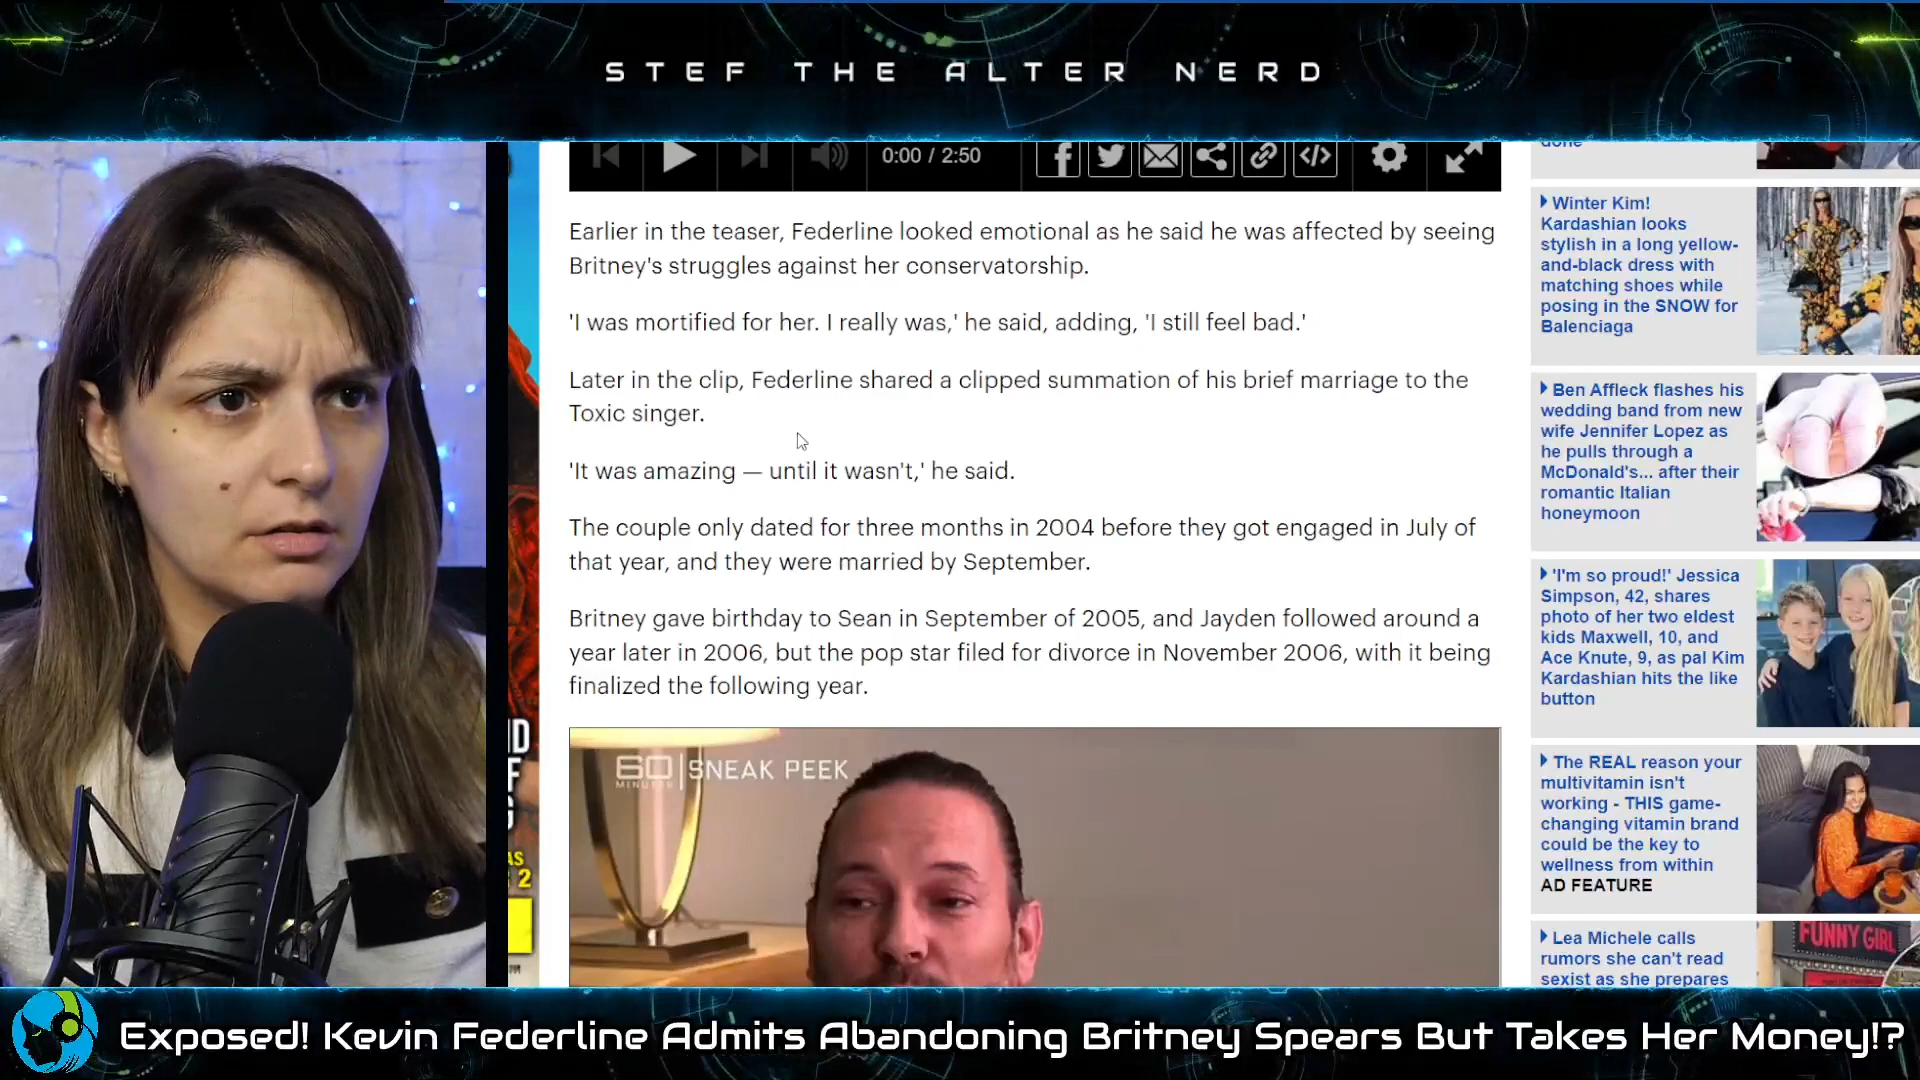 STEF THE ALTER NERD
0:00 / 2:50
done
Earlier in the teaser, Federline looked emotional as he said he was affected by seeing
Britney's struggles against her conservatorship.
'I was mortified for her. I really was,' he said, adding, 'I still feel bad.'
Later in the clip, Federline shared a clipped summation of his brief marriage to the
Toxic singer.
'It was amazing — until it wasn't,' he said.
The couple only dated for three months in 2004 before they got engaged in July of
that year, and they were married by September.
Britney gave birthday to Sean in September of 2005, and Jayden followed around a
year later in 2006, but the pop star filed for divorce in November 2006, with it being
finalized the following year.
60 MINUTES SNEAK PEEK
Winter Kim!
Kardashian looks
stylish in a long yellow-
and-black dress with
matching shoes while
posing in the SNOW for
Balenciaga
Ben Affleck flashes his
wedding band from new
wife Jennifer Lopez as
he pulls through a
McDonald's... after their
romantic Italian
honeymoon
'I'm so proud!' Jessica
Simpson, 42, shares
photo of her two eldest
kids Maxwell, 10, and
Ace Knute, 9, as pal Kim
Kardashian hits the like
button
The REAL reason your
multivitamin isn't
working - THIS game-
changing vitamin brand
could be the key to
wellness from within
AD FEATURE
Lea Michele calls
rumors she can't read
sexist as she prepares
FUNNY GIRL
Exposed! Kevin Federline Admits Abandoning Britney Spears But Takes Her Money!?